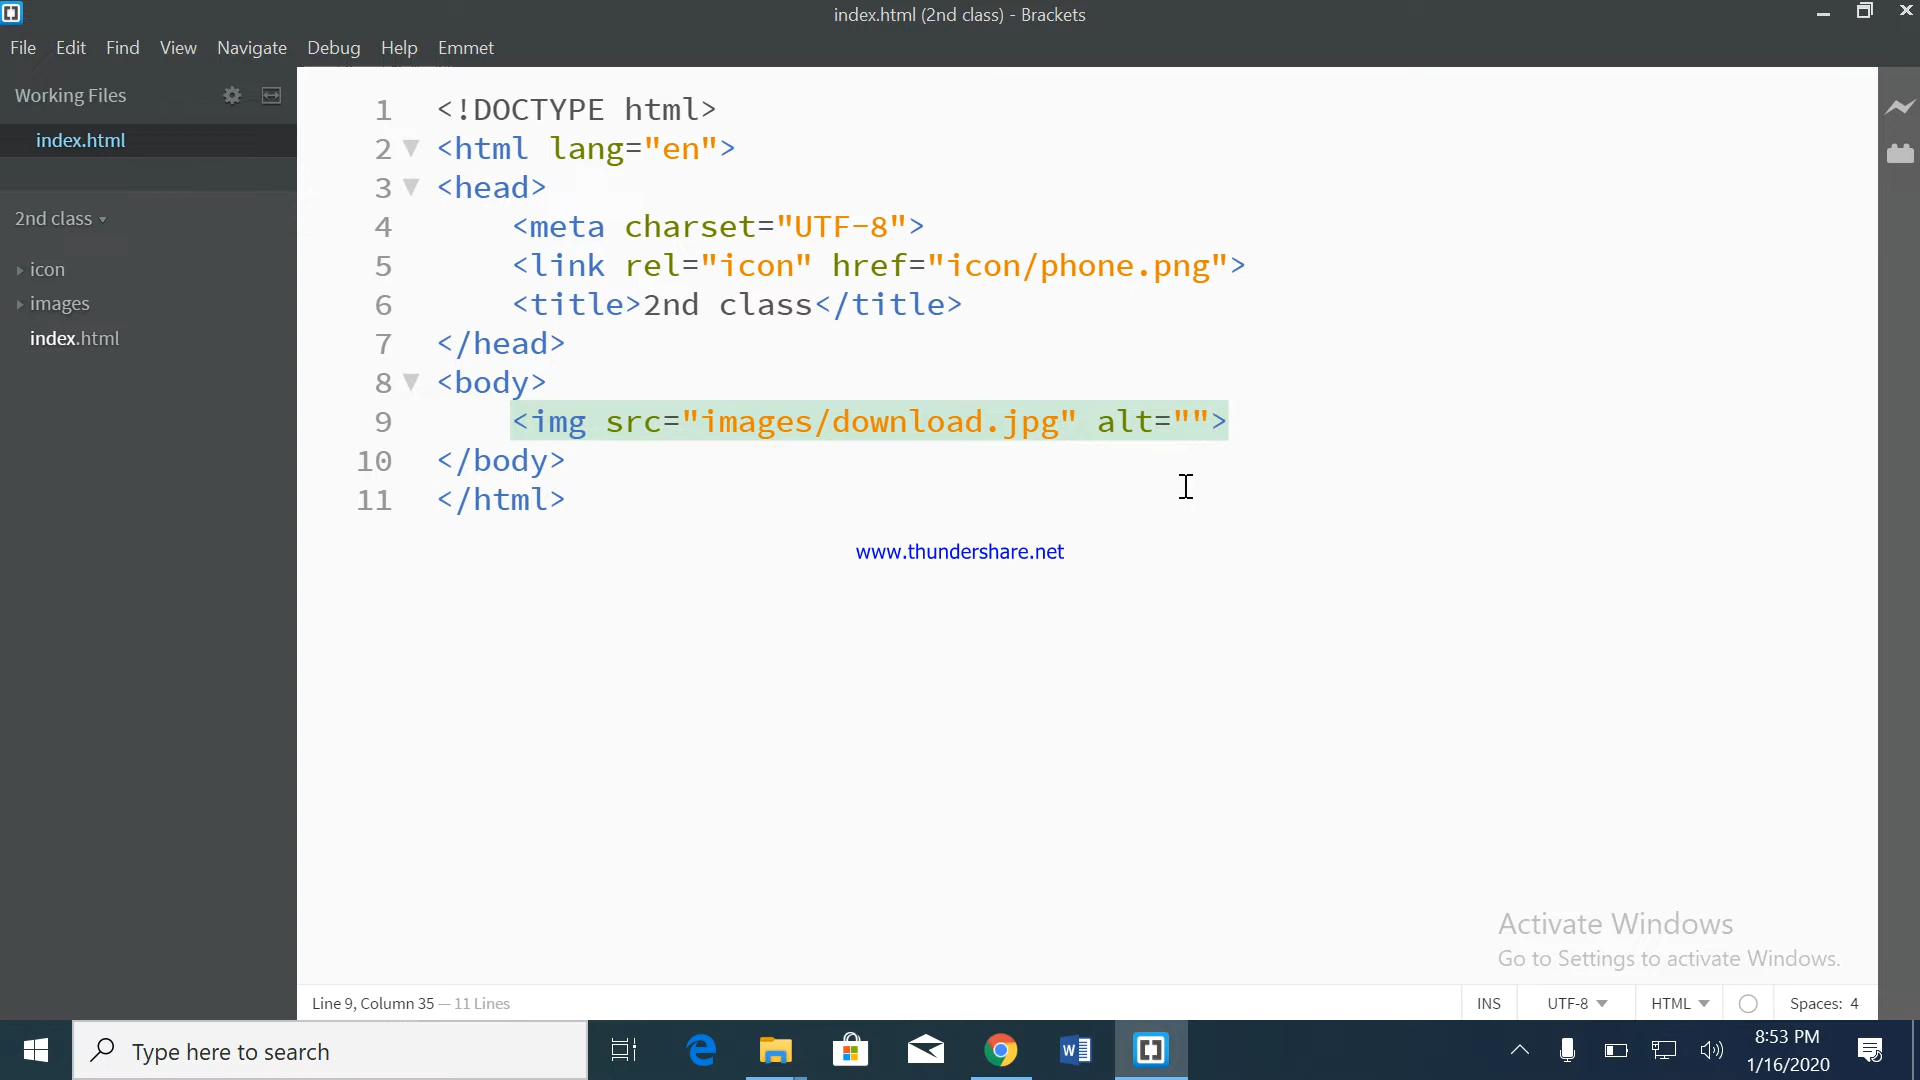 index.html (2nd class) - Brackets
File Edit Find View Navigate Debug Help Emmet
Working Files
index.html
2nd class
icon
images
index.html
1 <!DOCTYPE html>
2 <html lang="en">
3 <head>
4 <meta charset="UTF-8">
5 <link rel="icon" href="icon/phone.png">
6 <title>2nd class</title>
7 </head>
8 <body>
9 <img src="images/download.jpg" alt="">
10 </body>
11 </html>
www.thundershare.net
Activate Windows
Go to Settings to activate Windows.
Line 9, Column 35 — 11 Lines
INS UTF-8 HTML Spaces: 4
Type here to search
8:53 PM
1/16/2020